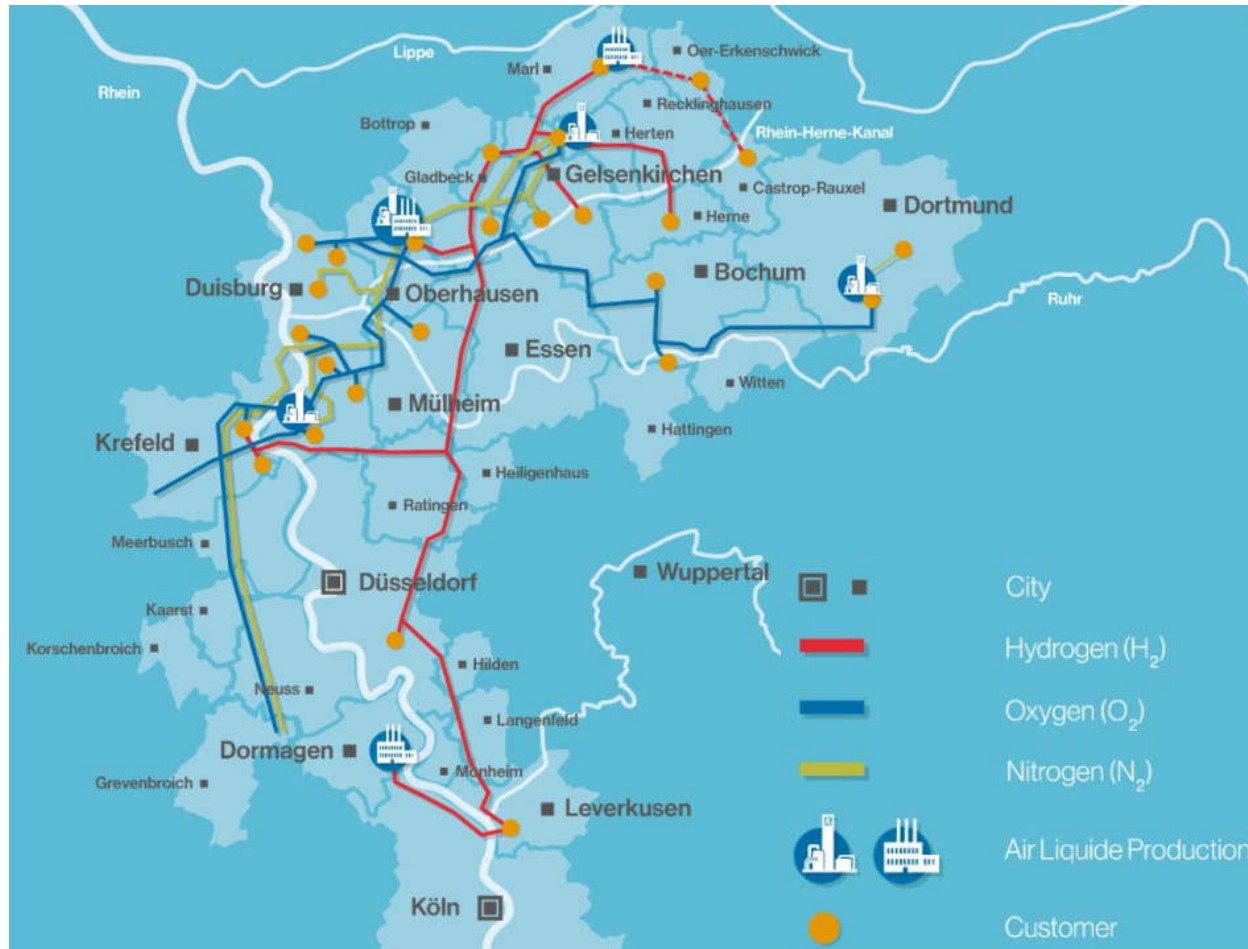 Lippe
Oer-Erkenschwick
Marl
Rhein
Recklinghausen
Bottrop
Herten
Rhein-Herne-Kanal
Gladbeck
Gelsenkirchen
Castrop-Rauxel
Dortmund
Herne
Bochum
Duisburg
Oberhausen
Ruhr
Essen
Witten
Mülheim
Hattingen
Krefeld
Heiligenhaus
Ratingen
Meerbusch
Wuppertal
Düsseldorf
City
Kaarst
Korschenbroich
Hydrogen (H₂)
Hilden
Neuss
Oxygen (O₂)
Langenfeld
Dormagen
Monheim
Nitrogen (N₂)
Grevenbroich
Leverkusen
Air Liquide Production
Köln
Customer